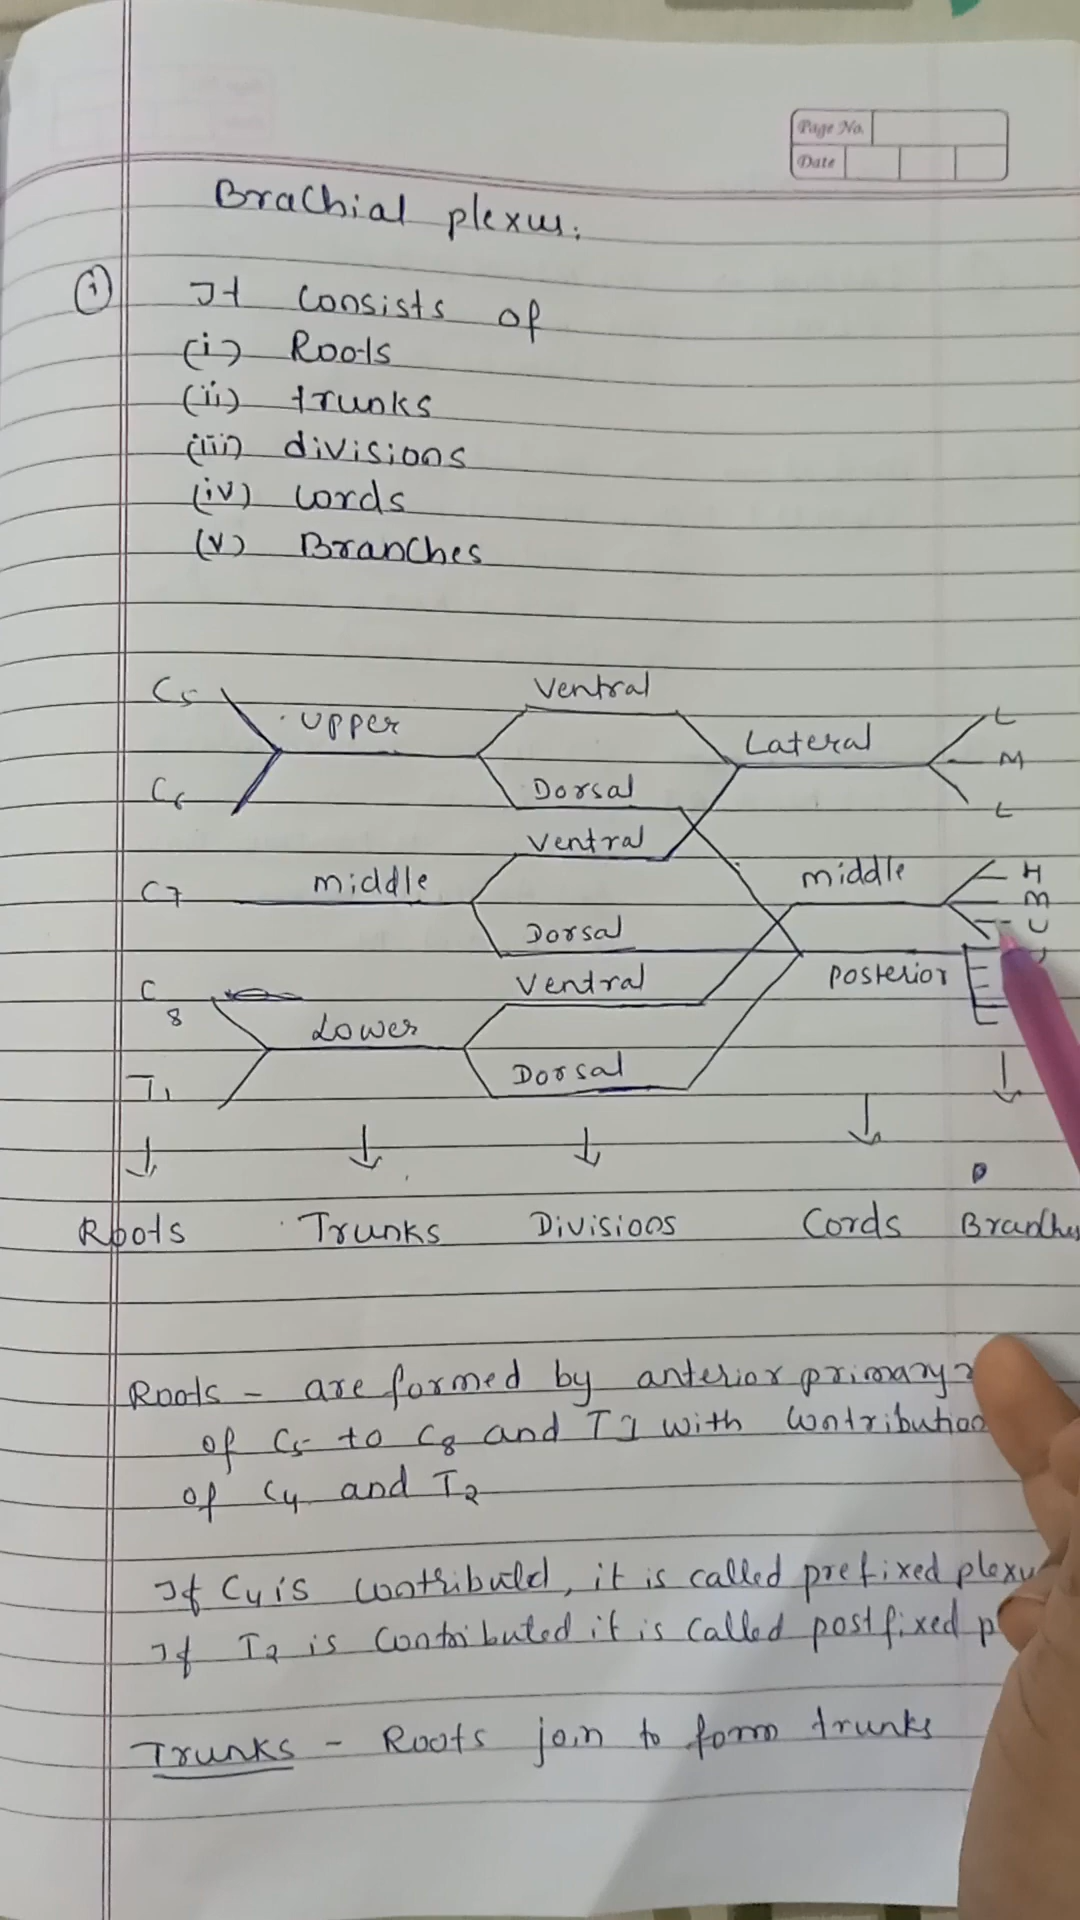 Page No.
Date
Brachial plexus.
① It consists of
(i) Roots
(ii) trunks
(iii) divisions
(iv) Cords
(v) Branches
C5
Upper
Ventral
Lateral
L
M
L
C6
Dorsal
Ventral
C7
middle
middle
H
M
U
Dorsal
C8
Ventral
posterior
Lower
T1
Dorsal
Roots Trunks Divisions Cords Branches
Roots - are formed by anterior primary
of C5 to C8 and T1 with Contribution
of C4 and T2
If C4 is Contributed, it is called prefixed plexu
If T2 is Contributed it is called postfixed p
Trunks - Roots join to form trunks